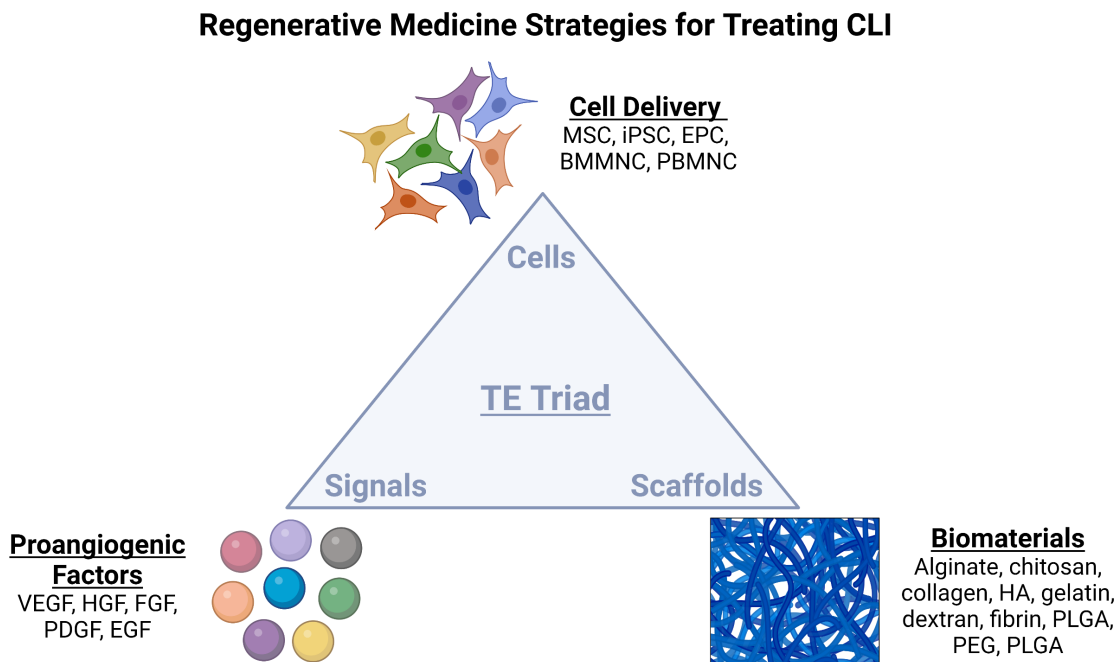 Regenerative Medicine Strategies for Treating CLI
Cell Delivery
MSC, iPSC, EPC,
BMMNC, PBMNC
Cells
TE Triad
Signals
Scaffolds
Proangiogenic
Factors
VEGF, HGF, FGF,
PDGF, EGF
Biomaterials
Alginate, chitosan,
collagen, HA, gelatin,
dextran, fibrin, PLGA,
PEG, PLGA